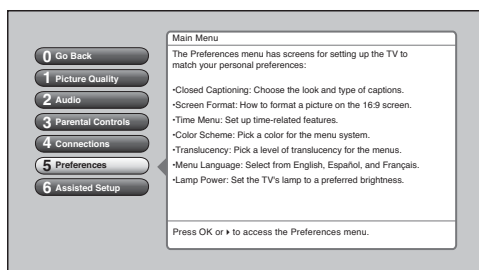 0 Go Back
1 Picture Quality
2 Audio
3 Parental Controls
4 Connections
5 Preferences
6 Assisted Setup
Main Menu
The Preferences menu has screens for setting up the TV to
match your personal preferences:
•Closed Captioning: Choose the look and type of captions.
•Screen Format: How to format a picture on the 16:9 screen.
•Time Menu: Set up time-related features.
•Color Scheme: Pick a color for the menu system.
•Translucency: Pick a level of translucency for the menus.
•Menu Language: Select from English, Español, and Français.
•Lamp Power: Set the TV's lamp to a preferred brightness.
Press OK or ▸ to access the Preferences menu.